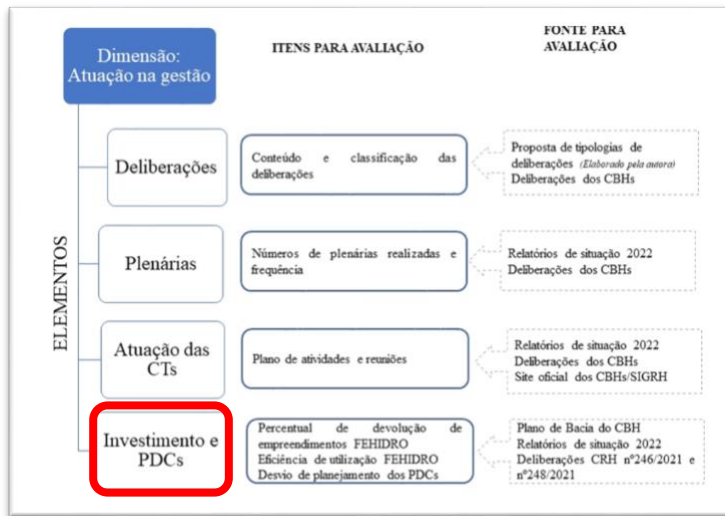 Dimensão:
Atuação na gestão
ITENS PARA AVALIAÇÃO
FONTE PARA
AVALIAÇÃO
ELEMENTOS
Deliberações
Conteúdo e classificação das
deliberações
Proposta de tipologias de
deliberações (Elaborado pela autora)
Deliberações dos CBHs
Plenárias
Números de plenárias realizadas e
frequência
Relatórios de situação 2022
Deliberações dos CBHs
Atuação das
CTs
Plano de atividades e reuniões
Relatórios de situação 2022
Deliberações dos CBHs
Site oficial dos CBHs/SIGRH
Investimento e
PDCs
Percentual de devolução de
empreendimentos FEHIDRO
Eficiência de utilização FEHIDRO
Desvio de planejamento dos PDCs
Plano de Bacia do CBH
Relatórios de situação 2022
Deliberações CRH nº246/2021 e
nº248/2021